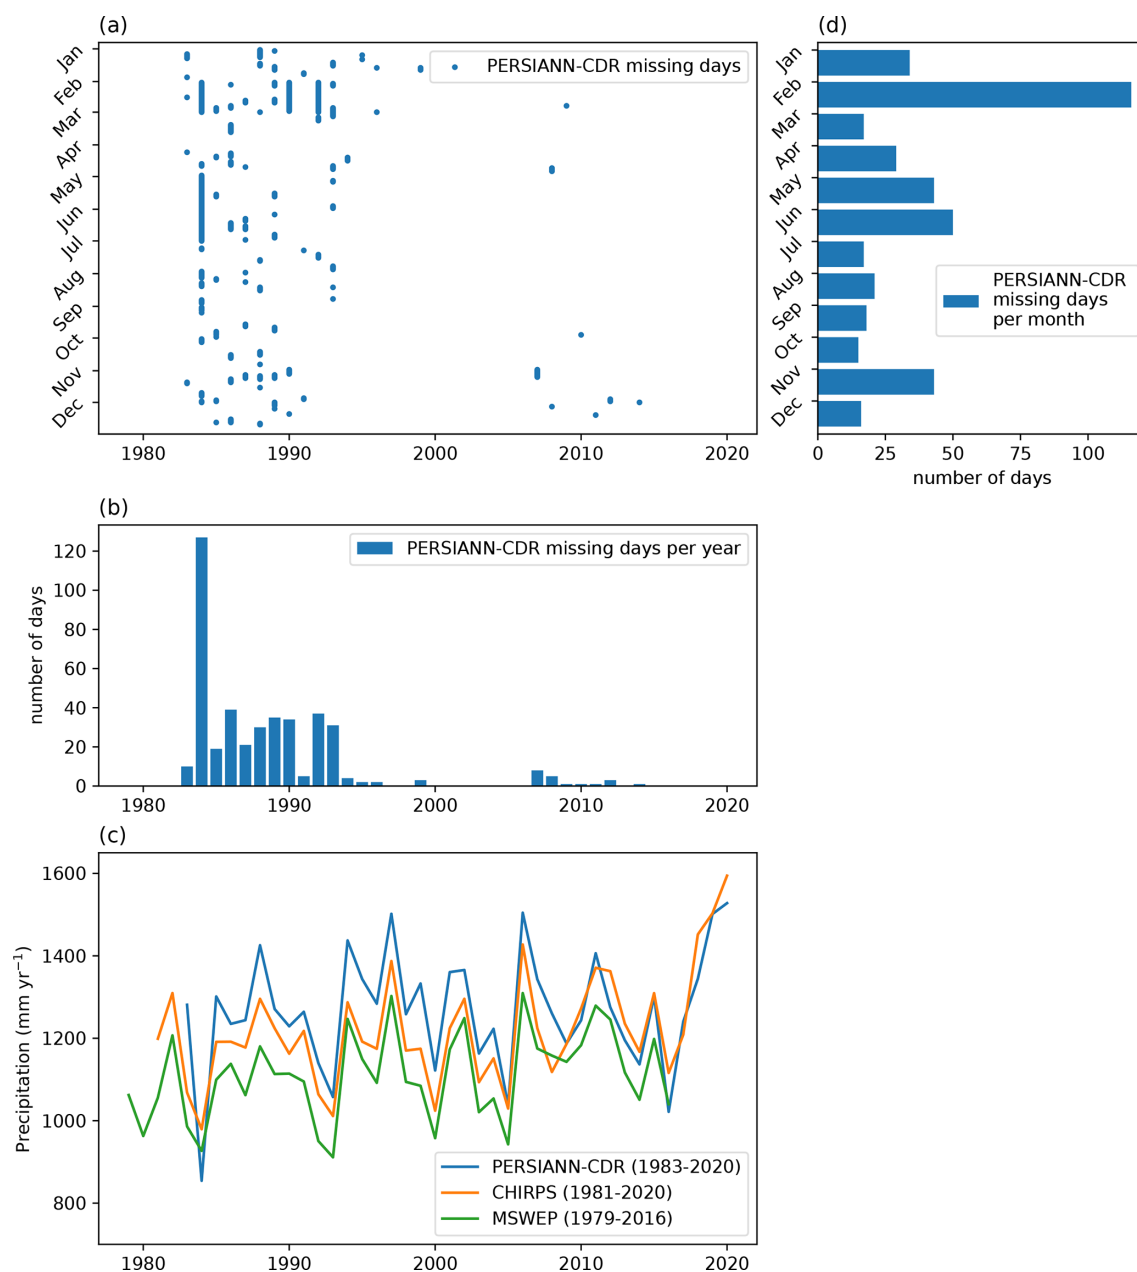 (a)
Jan
Feb
Mar
Apr
May
Jun
Jul
Aug
Sep
Oct
Nov
Dec
PERSIANN-CDR missing days
1980 1990 2000 2010 2020
(d)
Jan
Feb
Mar
Apr
May
Jun
Jul
Aug
Sep
Oct
Nov
Dec
PERSIANN-CDR
missing days
per month
0 25 50 75 100
number of days
(b)
number of days
120
100
80
60
40
20
0
PERSIANN-CDR missing days per year
1980 1990 2000 2010 2020
(c)
Precipitation (mm yr⁻¹)
1600
1400
1200
1000
800
PERSIANN-CDR (1983-2020)
CHIRPS (1981-2020)
MSWEP (1979-2016)
1980 1990 2000 2010 2020